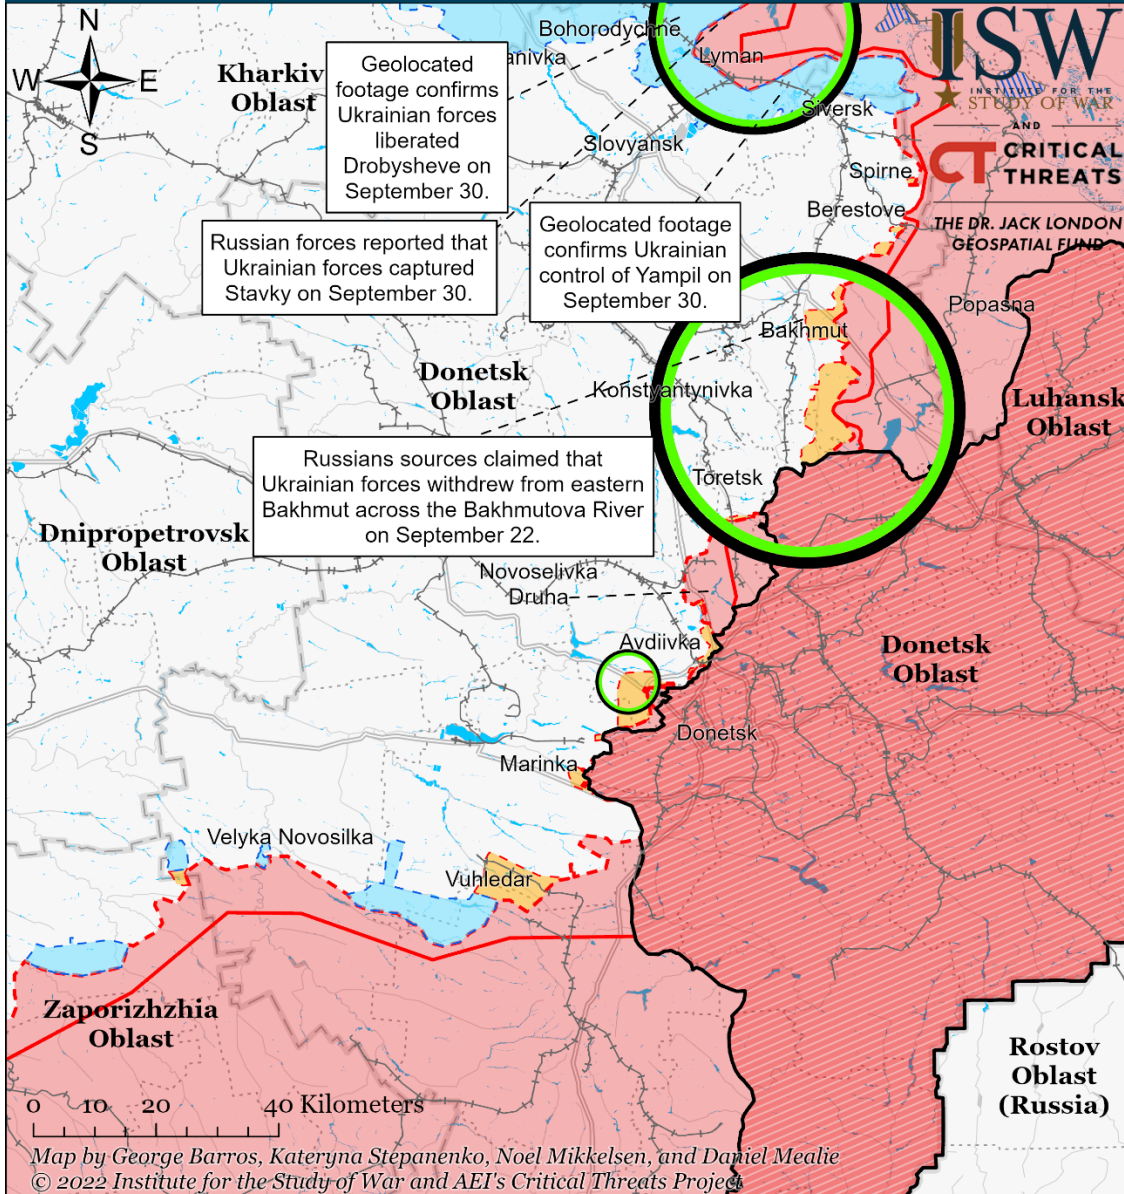 N
W
E
S
Kharkiv
Oblast
Bohorodychne
anivka
Lyman
Siversk
Slovyansk
Spirne
Berestove
ISW
INSTITUTE FOR THE
STUDY OF WAR
AND
CT CRITICAL
THREATS
THE DR. JACK LONDON
GEOSPATIAL FUND
Geolocated
footage confirms
Ukrainian forces
liberated
Drobysheve on
September 30.
Russian forces reported that
Ukrainian forces captured
Stavky on September 30.
Geolocated footage
confirms Ukrainian
control of Yampil on
September 30.
Popasna
Bakhmut
Donetsk
Oblast
Konstyantynivka
Luhansk
Oblast
Russians sources claimed that
Ukrainian forces withdrew from eastern
Bakhmut across the Bakhmutova River
on September 22.
Toretsk
Dnipropetrovsk
Oblast
Novoselivka
Druha
Avdiivka
Donetsk
Oblast
Donetsk
Marinka
Velyka Novosilka
Vuhledar
Zaporizhzhia
Oblast
Rostov
Oblast
(Russia)
0 10 20 40 Kilometers
Map by George Barros, Kateryna Stepanenko, Noel Mikkelsen, and Daniel Mealie
© 2022 Institute for the Study of War and AEI's Critical Threats Project